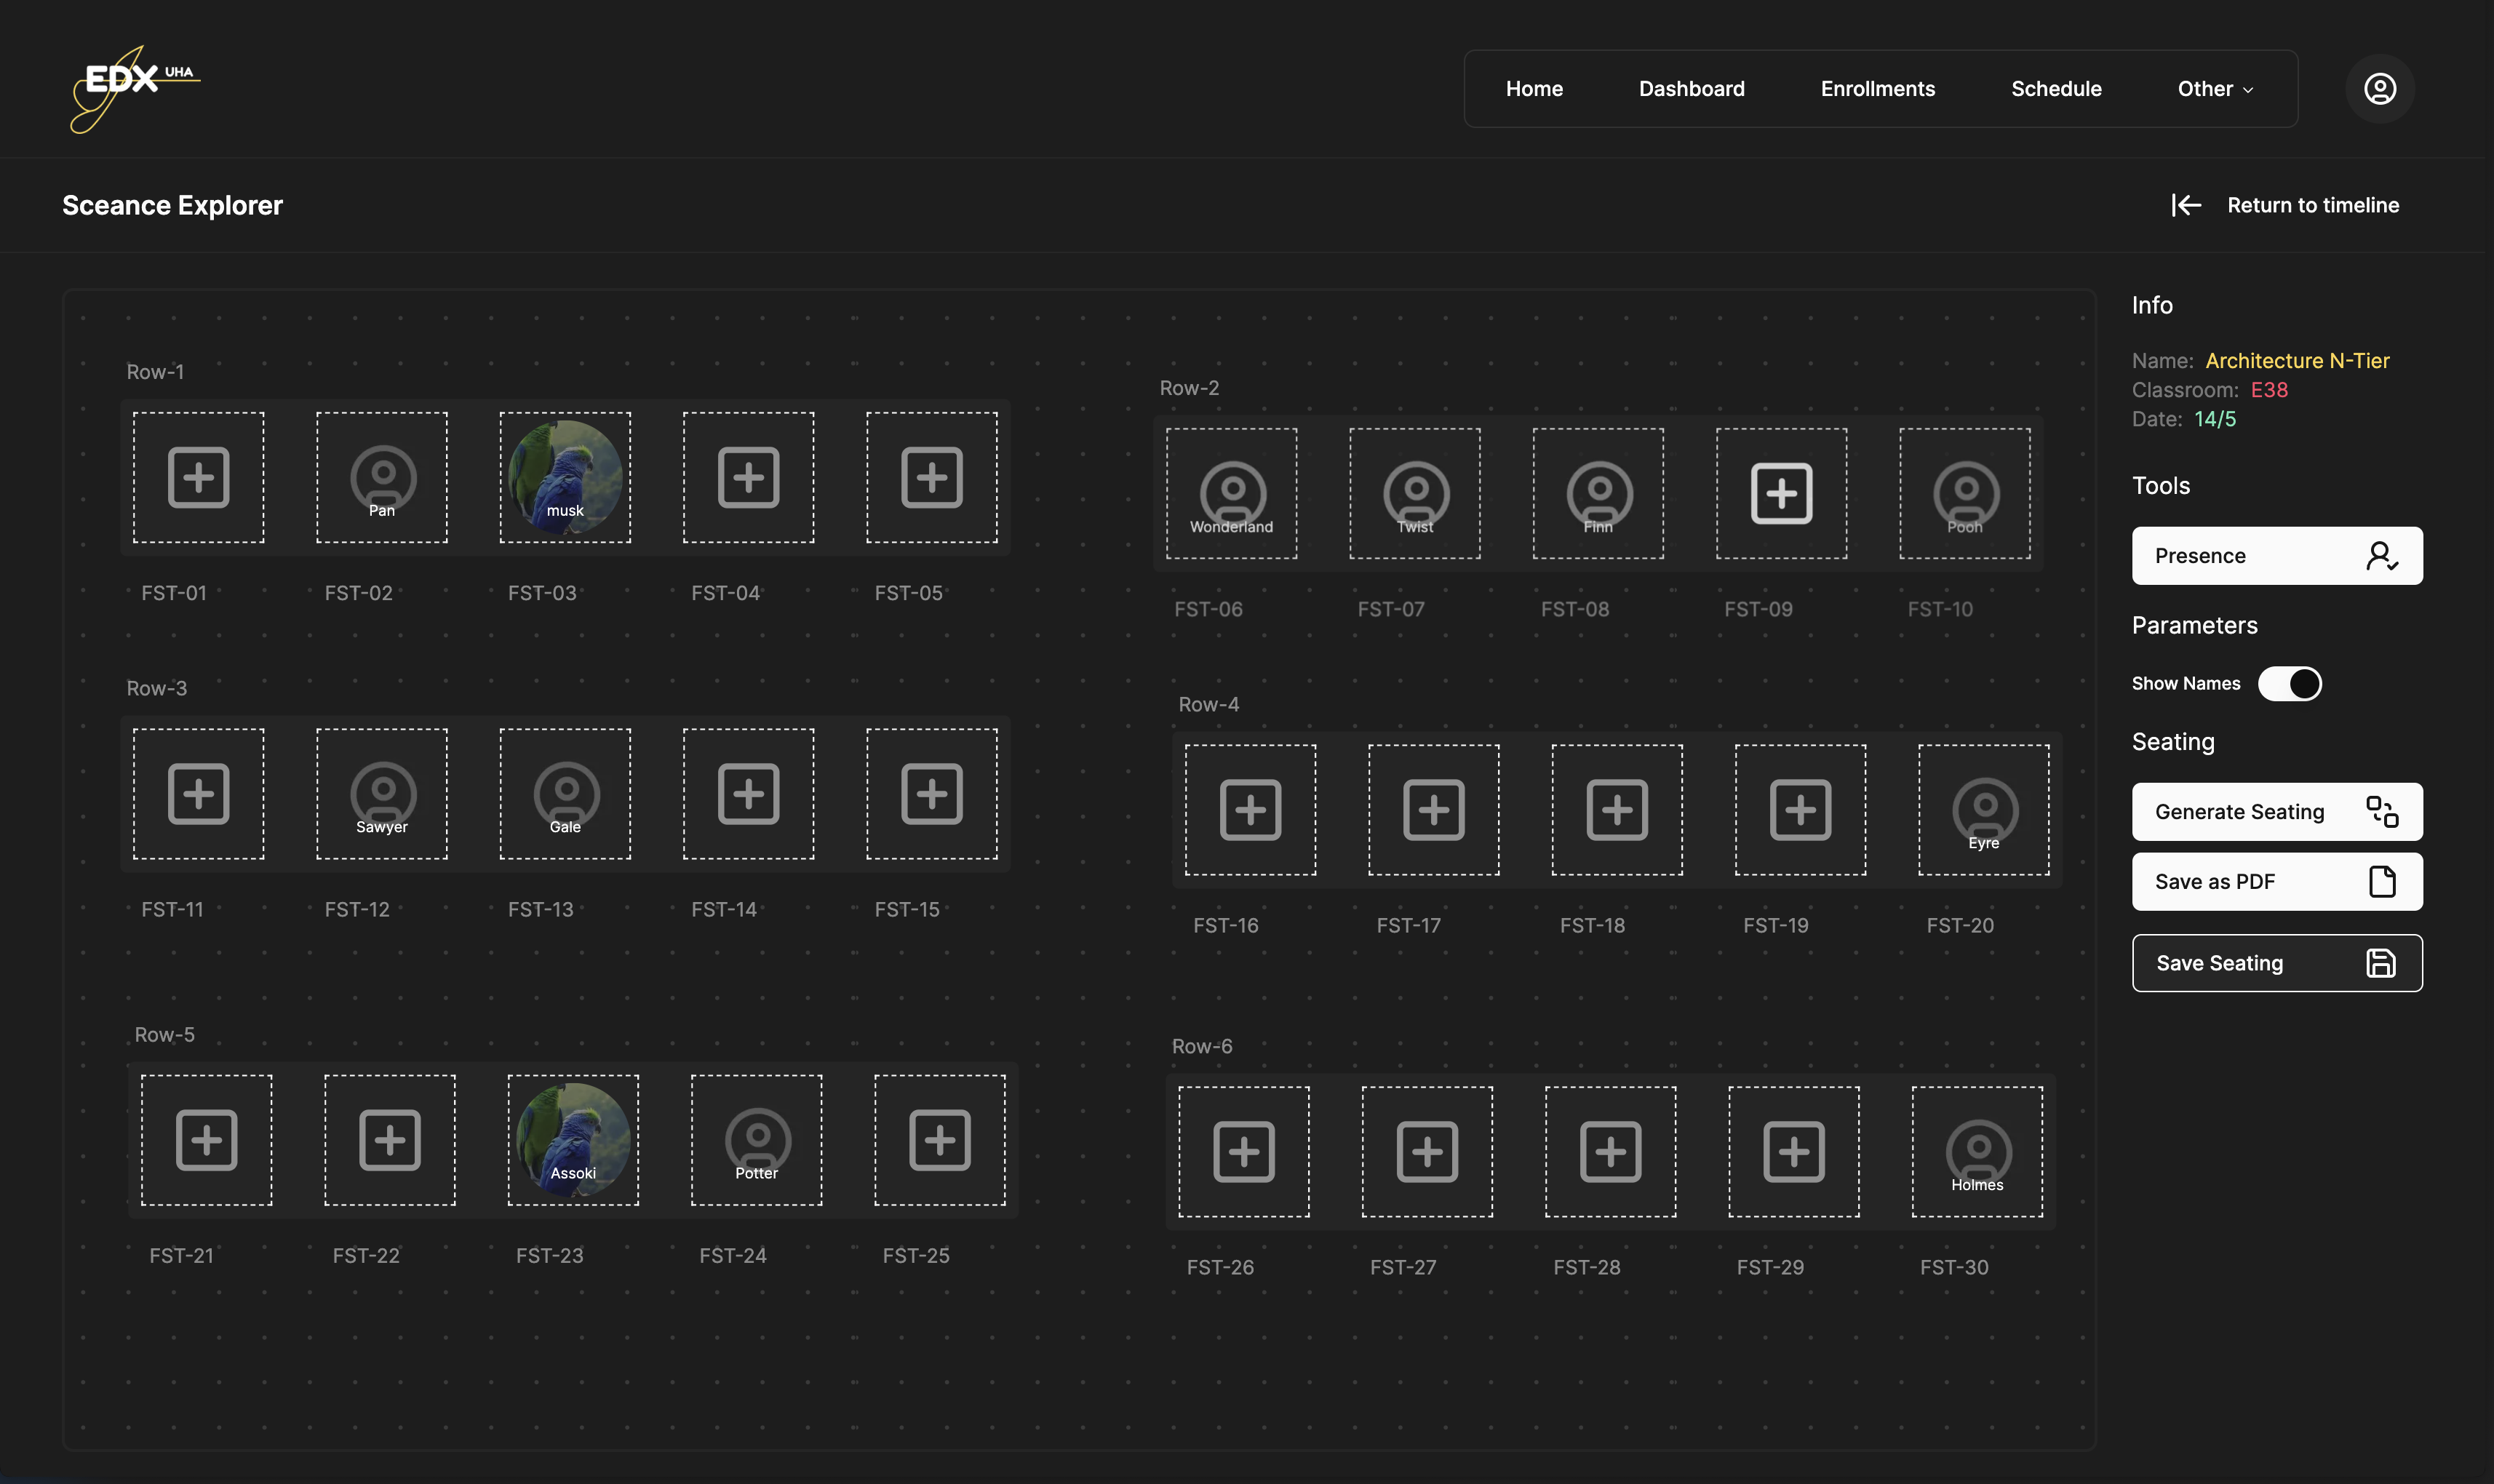 EDX UHA
Home Dashboard Enrollments Schedule Other
Sceance Explorer
Return to timeline
Row-1
Pan musk
FST-01 FST-02 FST-03 FST-04 FST-05
Row-2
Wonderland Twist Finn Pooh
FST-06 FST-07 FST-08 FST-09 FST-10
Row-3
Sawyer Gale
FST-11 FST-12 FST-13 FST-14 FST-15
Row-4
Eyre
FST-16 FST-17 FST-18 FST-19 FST-20
Row-5
Assoki Potter
FST-21 FST-22 FST-23 FST-24 FST-25
Row-6
Holmes
FST-26 FST-27 FST-28 FST-29 FST-30
Info
Name: Architecture N-Tier
Classroom: E38
Date: 14/5
Tools
Presence
Parameters
Show Names
Seating
Generate Seating
Save as PDF
Save Seating